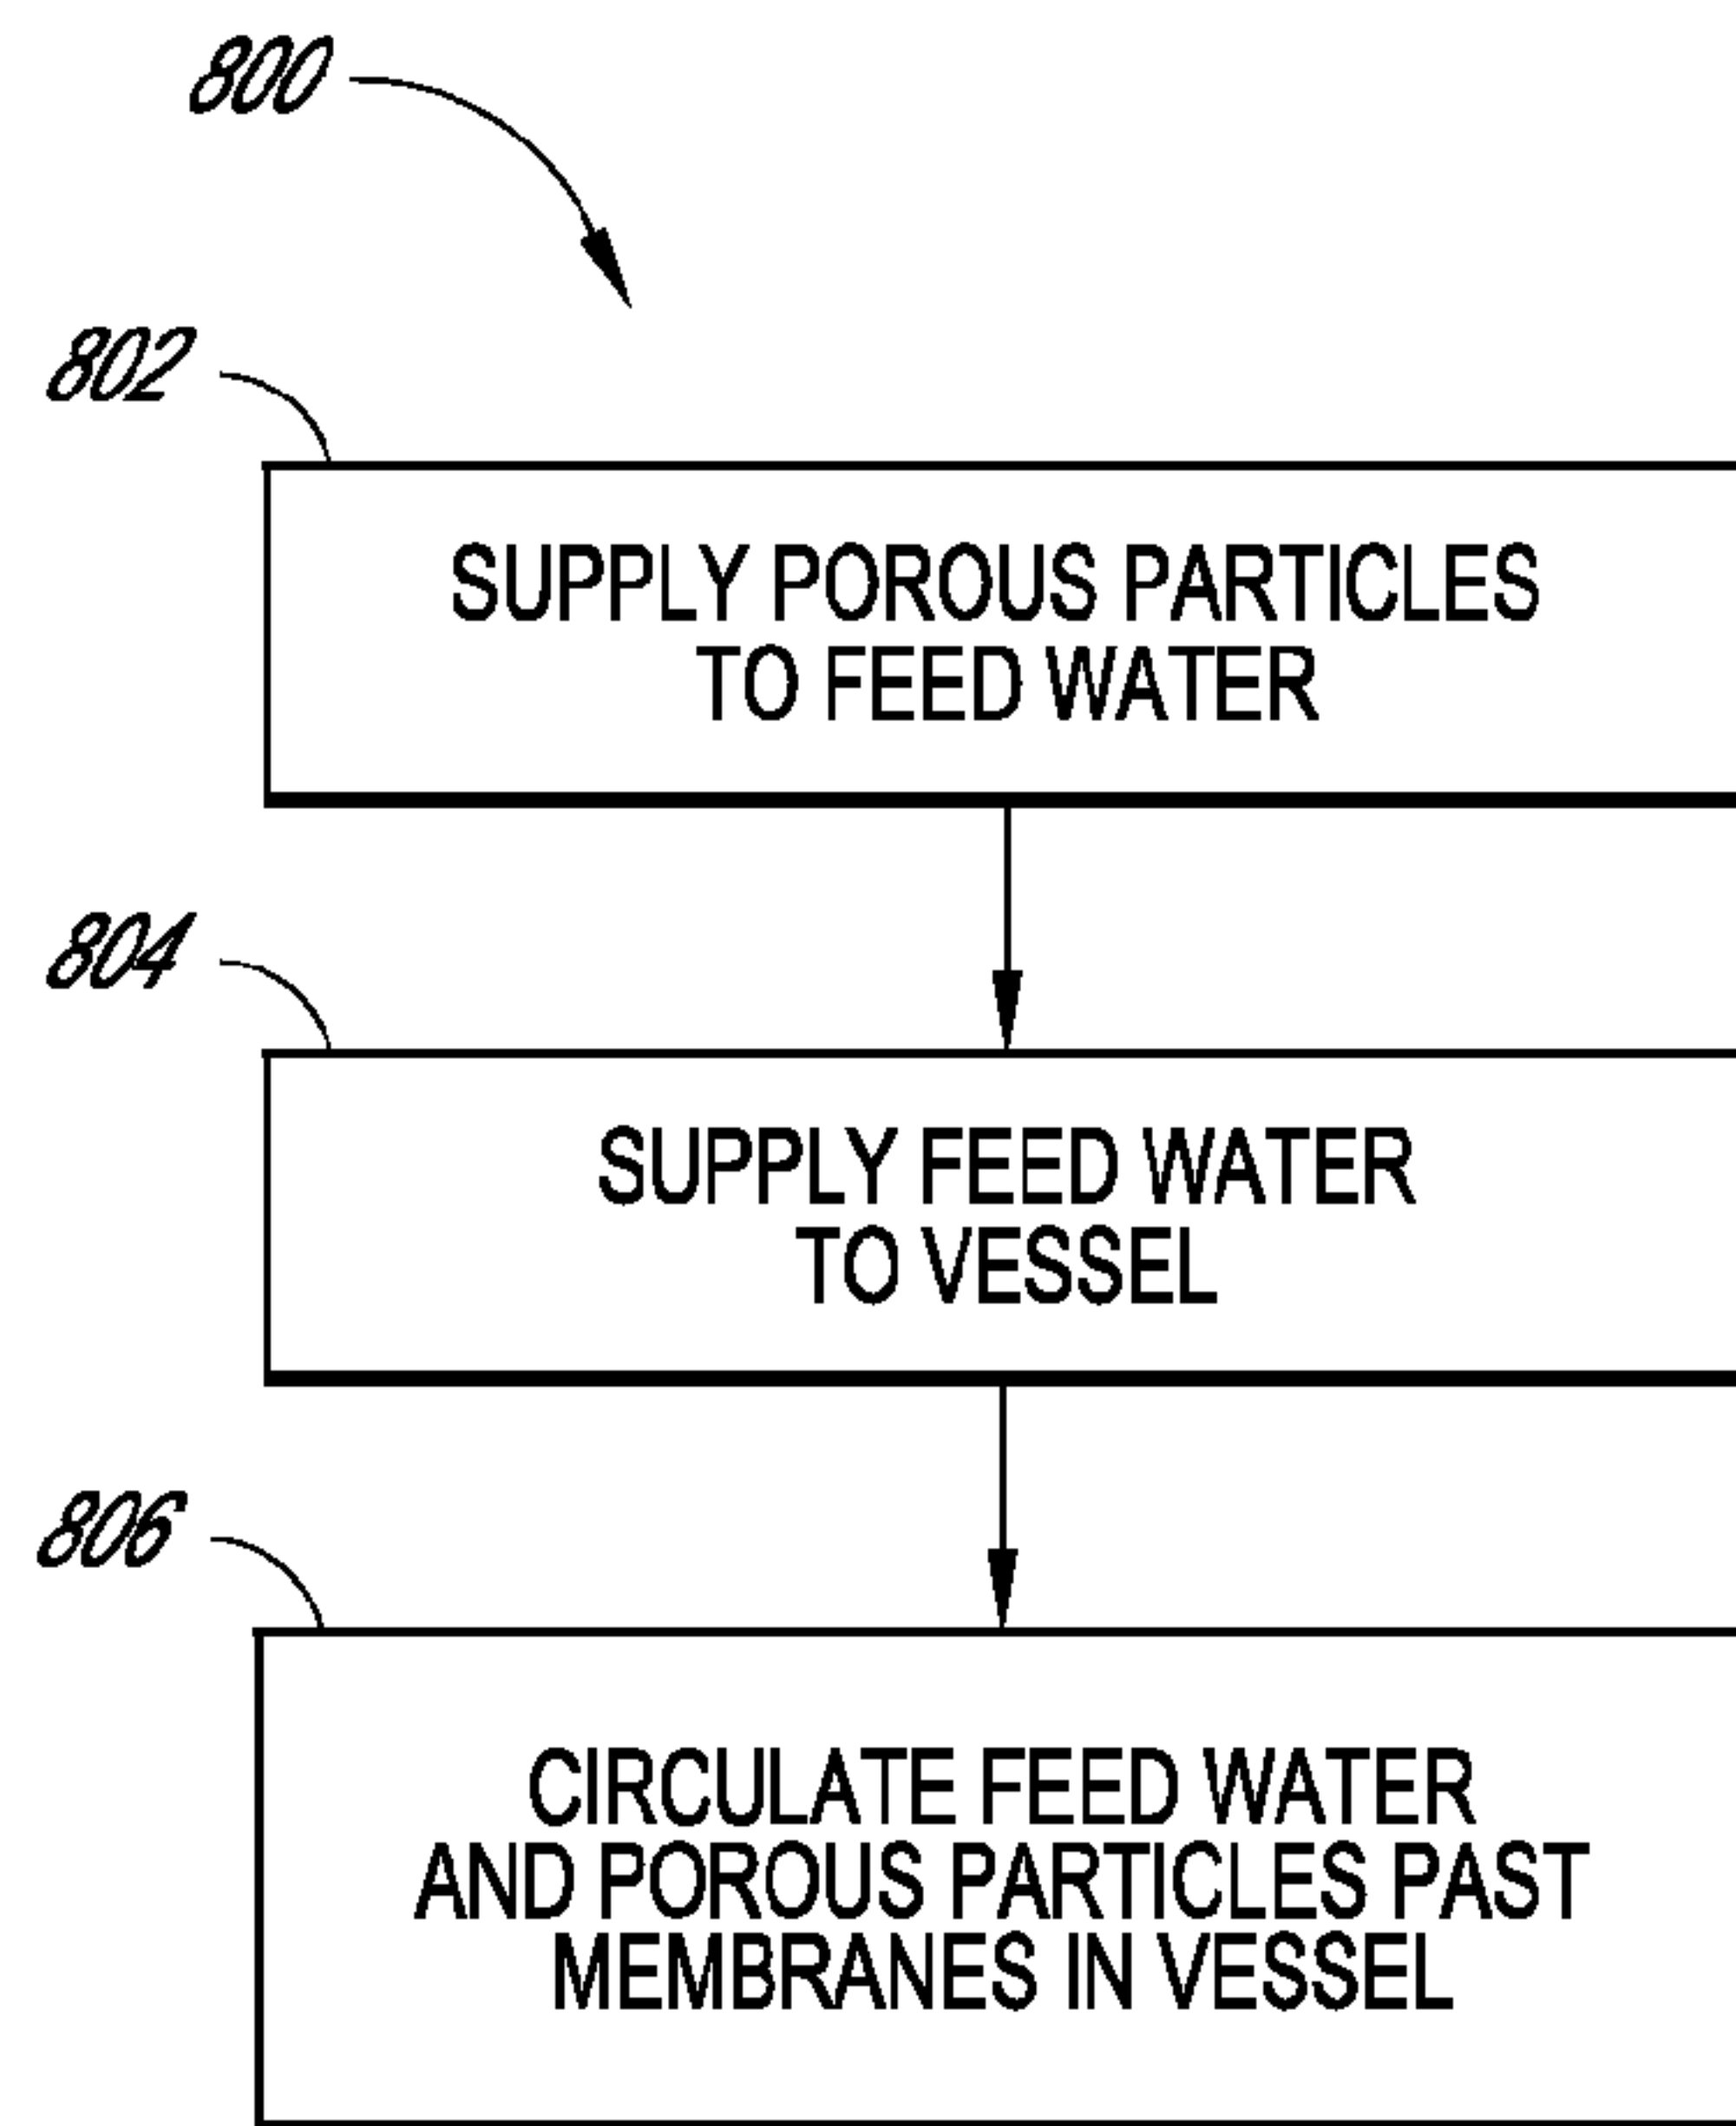 800
802
SUPPLY POROUS PARTICLES
TO FEED WATER
804
SUPPLY FEED WATER
TO VESSEL
806
CIRCULATE FEED WATER
AND POROUS PARTICLES PAST
MEMBRANES IN VESSEL